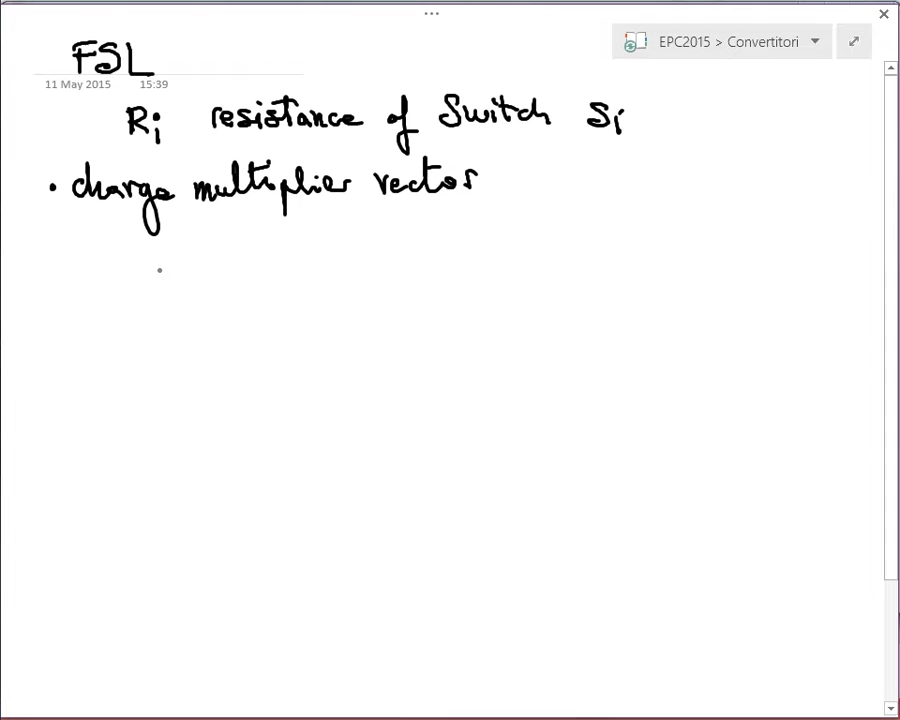 EPC2015 > Convertitori
FSL
11 May 2015 15:39
Ri resistance of Switch Si
• charge multiplier vector